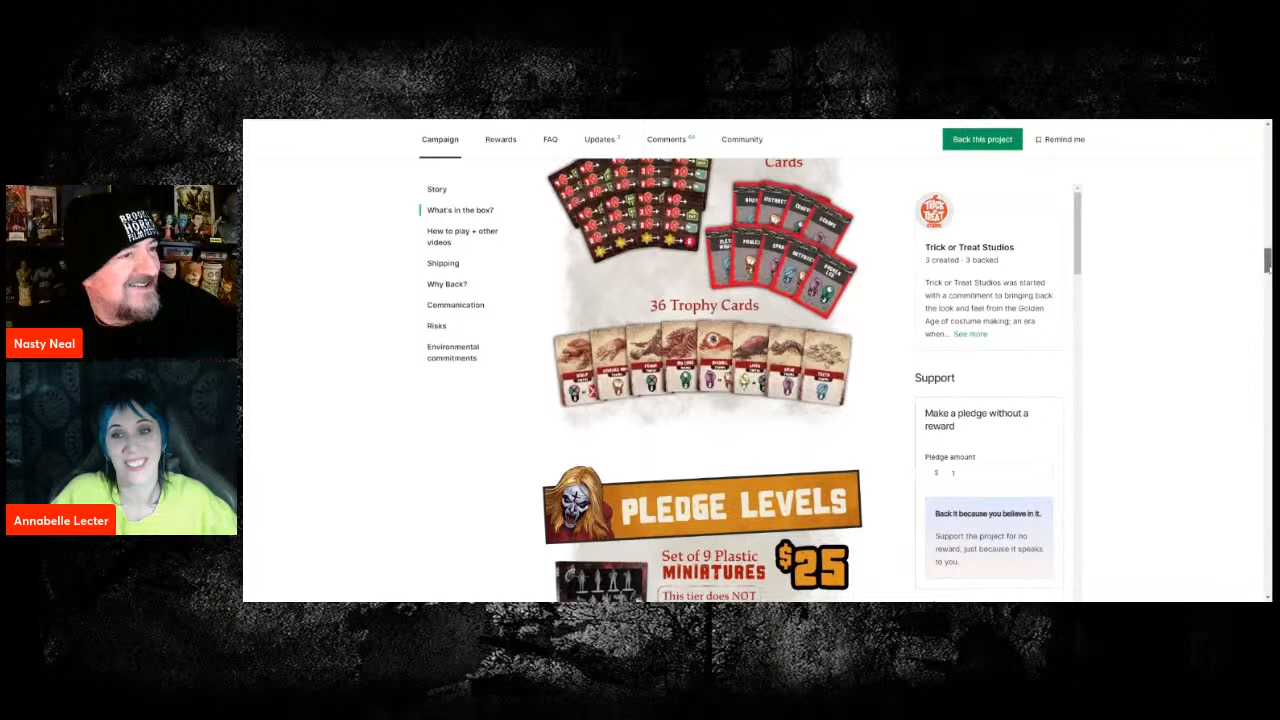 Campaign
Rewards
FAQ
Updates 3
Comments
Community
Back this project
Remind me
Story
What's in the box?
How to play + other
videos
Shipping
Why Back?
Communication
Risks
Environmental
commitments
Cards
36 Trophy Cards
PLEDGE LEVELS
Set of 9 Plastic
MINIATURES
$25
This tier does NOT
TRICK
OR
TREAT
Trick or Treat Studios
3 created · 3 backed
Trick or Treat Studios was started
with a commitment to bringing back
the look and feel from the Golden
Age of costume making; an era
when... See more
Support
Make a pledge without a
reward
Pledge amount
$ 1
Back it because you believe in it.
Support the project for no
reward, just because it speaks
to you.
Nasty Neal
Annabelle Lecter